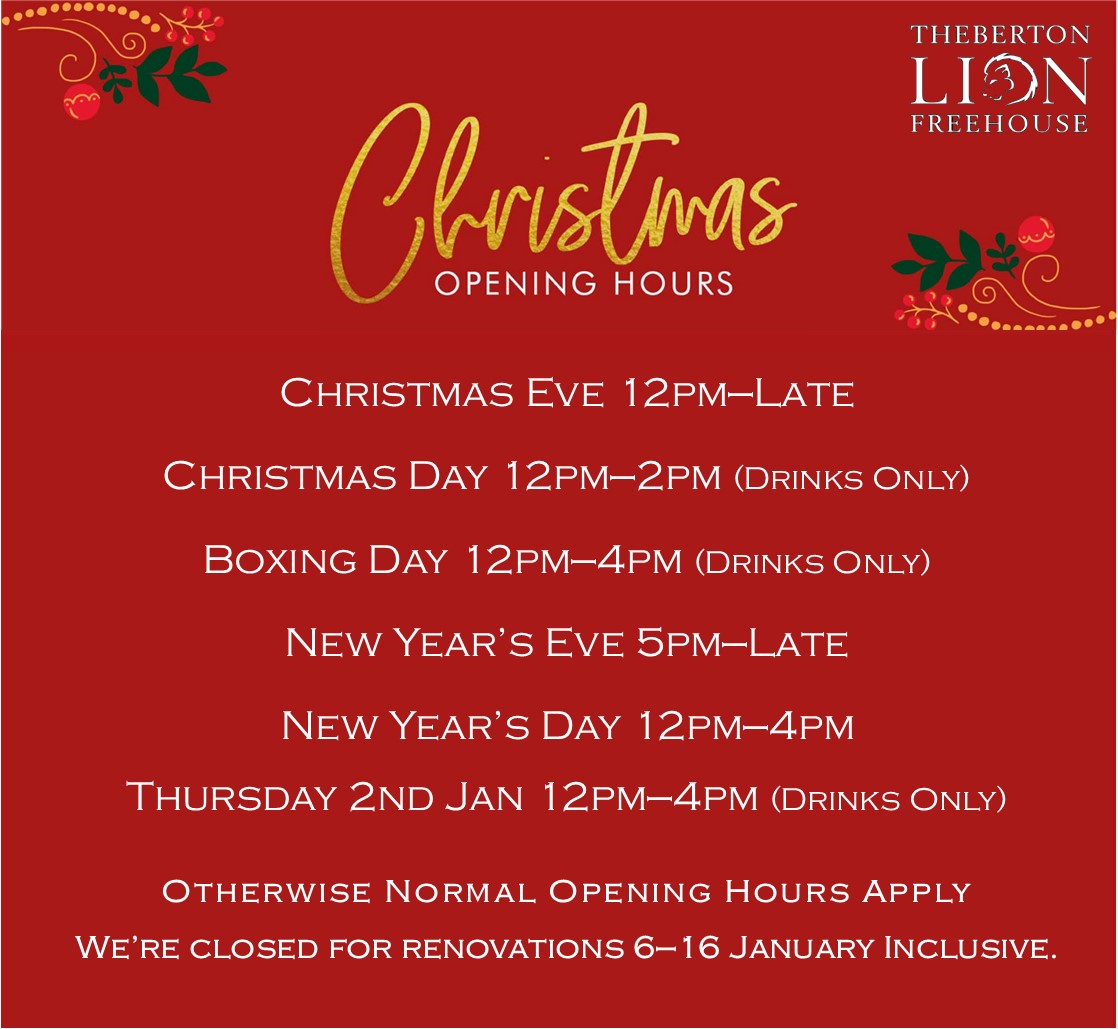 THEBERTON
LION
FREEHOUSE
Christmas
OPENING HOURS
Christmas Eve 12pm–Late
Christmas Day 12pm–2pm (Drinks Only)
Boxing Day 12pm–4pm (Drinks Only)
New Year’s Eve 5pm–Late
New Year’s Day 12pm–4pm
Thursday 2nd Jan 12pm–4pm (Drinks Only)
Otherwise Normal Opening Hours Apply
We’re closed for renovations 6–16 January Inclusive.